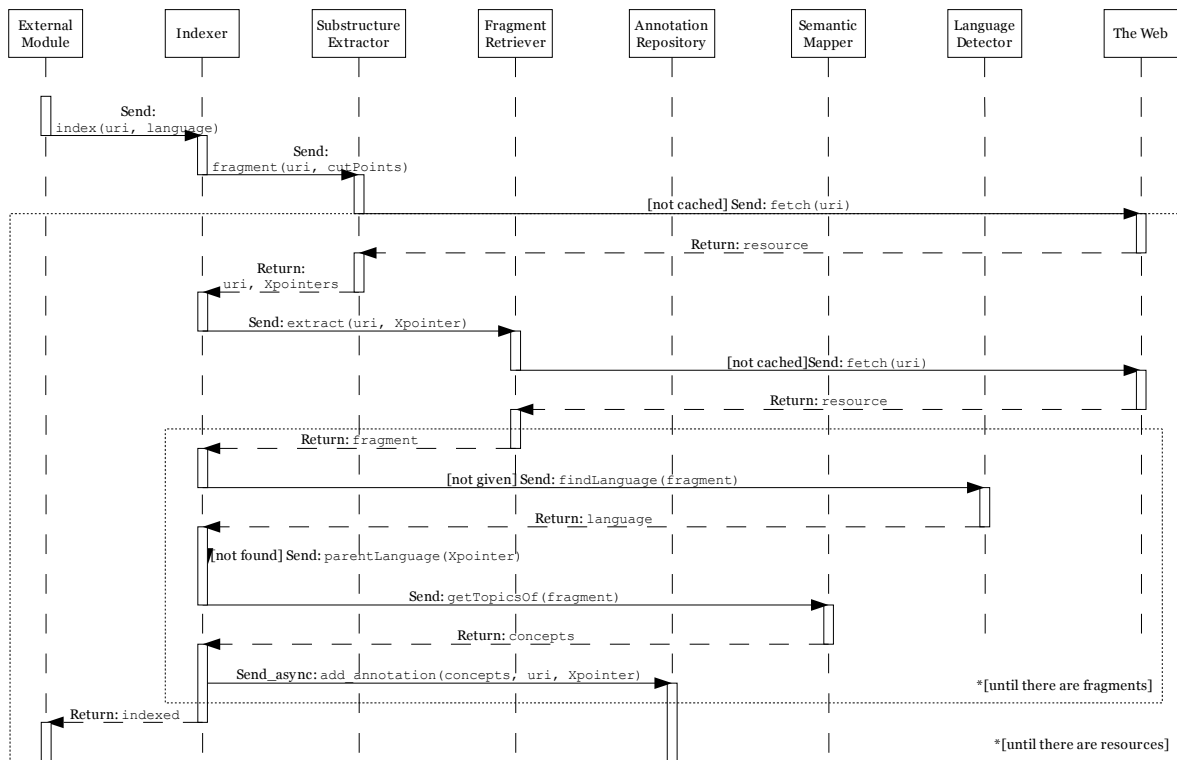 External
Module
Indexer
Substructure
Extractor
Fragment
Retriever
Annotation
Repository
Semantic
Mapper
Language
Detector
The Web
Send:
index(uri, language)
Send:
fragment(uri, cutPoints)
[not cached] Send: fetch(uri)
Return: resource
Return:
uri, Xpointers
Send: extract(uri, Xpointer)
[not cached]Send: fetch(uri)
Return: resource
Return: fragment
[not given] Send: findLanguage(fragment)
Return: language
[not found] Send: parentLanguage(Xpointer)
Send: getTopicsOf(fragment)
Return: concepts
Send_async: add_annotation(concepts, uri, Xpointer)
*[until there are fragments]
Return: indexed
*[until there are resources]